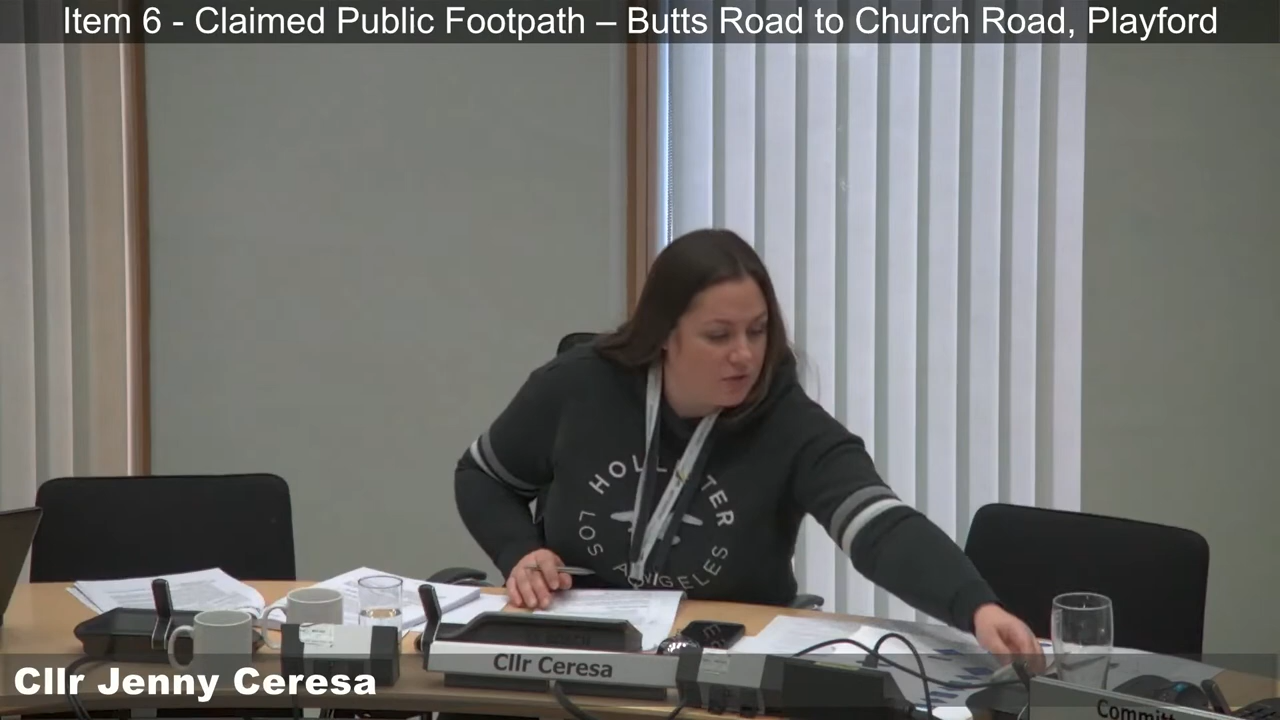 Item 6 - Claimed Public Footpath – Butts Road to Church Road, Playford
HOLLISTER
LOS ANGELES
Cllr Ceresa
Cllr Jenny Ceresa